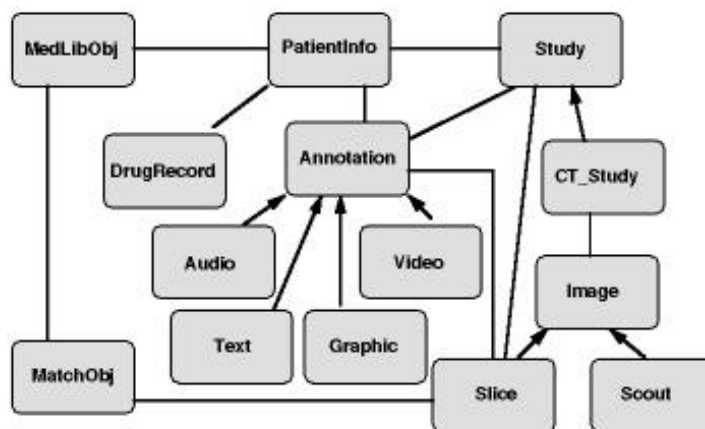 MedLibObj
PatientInfo
Study
DrugRecord
Annotation
CT_Study
Audio
Video
Image
Text
Graphic
MatchObj
Slice
Scout